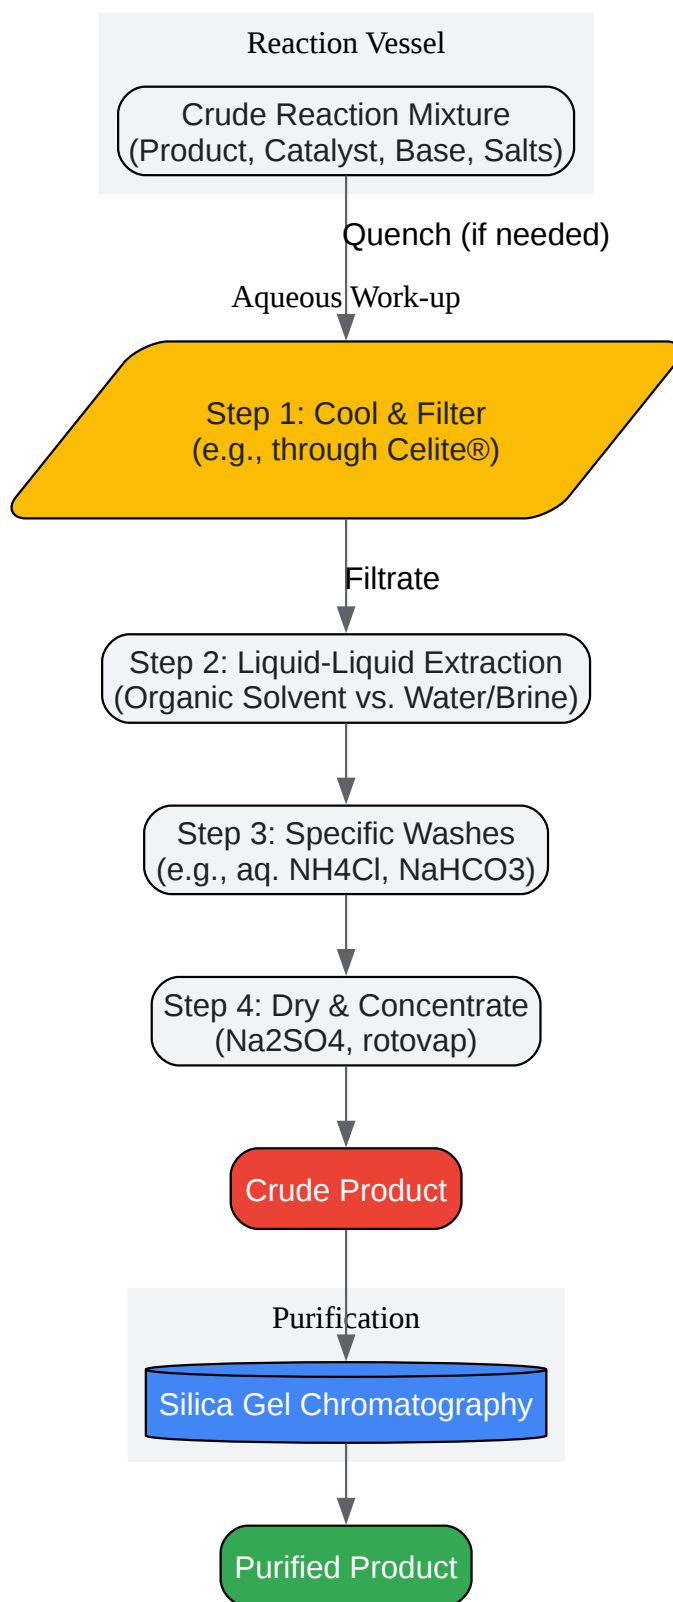 Reaction Vessel
Crude Reaction Mixture
(Product, Catalyst, Base, Salts)
Quench (if needed)
Aqueous Work-up
Step 1: Cool & Filter
(e.g., through Celite®)
Filtrate
Step 2: Liquid-Liquid Extraction
(Organic Solvent vs. Water/Brine)
Step 3: Specific Washes
(e.g., aq. NH4Cl, NaHCO3)
Step 4: Dry & Concentrate
(Na2SO4, rotovap)
Crude Product
Purification
Silica Gel Chromatography
Purified Product